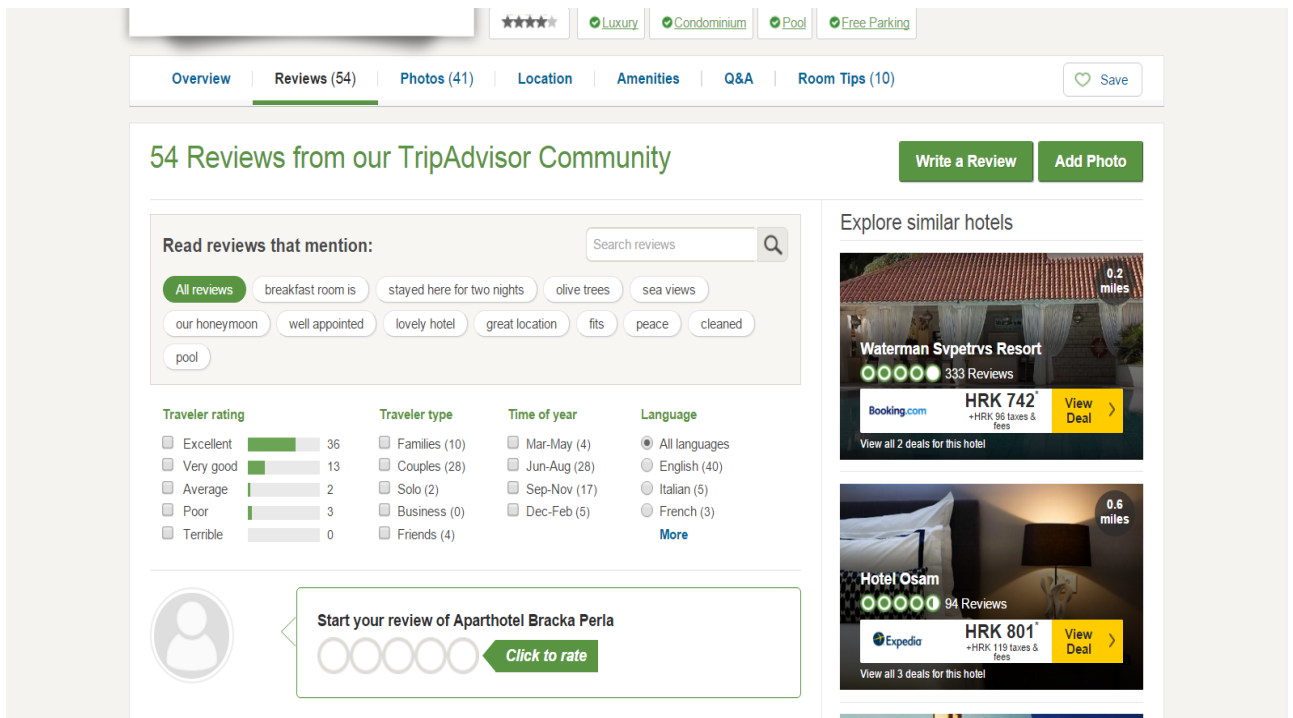 Luxury Condominium Pool Free Parking
Overview Reviews (54) Photos (41) Location Amenities Q&A Room Tips (10) Save
54 Reviews from our TripAdvisor Community
Write a Review Add Photo
Read reviews that mention:
Search reviews
All reviews breakfast room is stayed here for two nights olive trees sea views
our honeymoon well appointed lovely hotel great location fits peace cleaned
pool
Traveler rating
Excellent 36
Very good 13
Average 2
Poor 3
Terrible 0
Traveler type
Families (10)
Couples (28)
Solo (2)
Business (0)
Friends (4)
Time of year
Mar-May (4)
Jun-Aug (28)
Sep-Nov (17)
Dec-Feb (5)
Language
All languages
English (40)
Italian (5)
French (3)
More
Start your review of Aparthotel Bracka Perla
Click to rate
Explore similar hotels
0.2
miles
Waterman Svpetrvs Resort
333 Reviews
Booking.com
HRK 742*
+HRK 96 taxes &
fees
View
Deal
View all 2 deals for this hotel
0.6
miles
Hotel Osam
94 Reviews
Expedia
HRK 801*
+HRK 119 taxes &
fees
View
Deal
View all 3 deals for this hotel